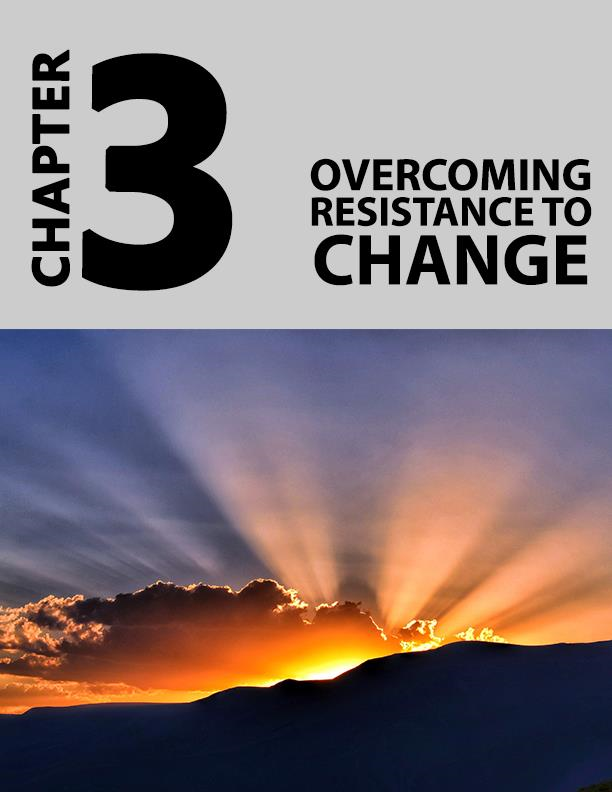 CHAPTER
3
OVERCOMING
RESISTANCE TO
CHANGE